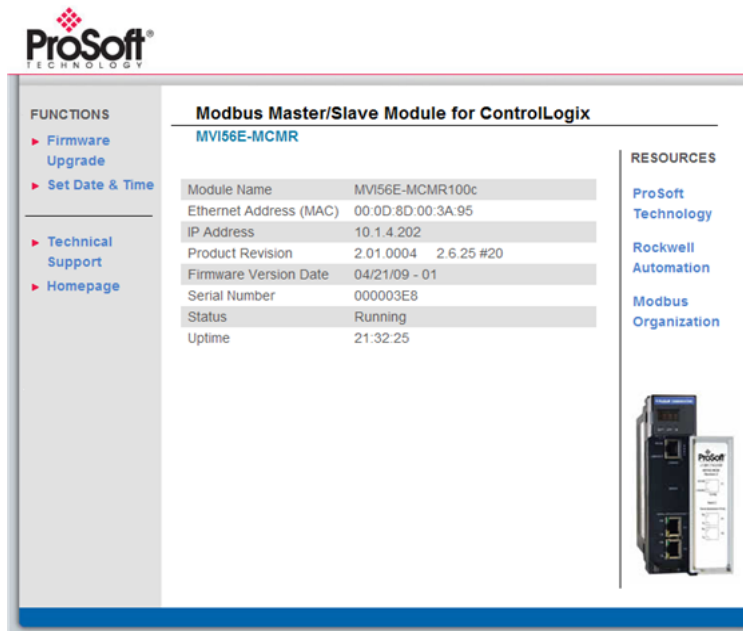 ProSoft®
TECHNOLOGY
FUNCTIONS
Firmware
Upgrade
Set Date & Time
Technical
Support
Homepage
Modbus Master/Slave Module for ControlLogix
MVI56E-MCMR
Module Name MVI56E-MCMR100c
Ethernet Address (MAC) 00:0D:8D:00:3A:95
IP Address 10.1.4.202
Product Revision 2.01.0004 2.6.25 #20
Firmware Version Date 04/21/09 - 01
Serial Number 000003E8
Status Running
Uptime 21:32:25
RESOURCES
ProSoft
Technology
Rockwell
Automation
Modbus
Organization
ProSoft